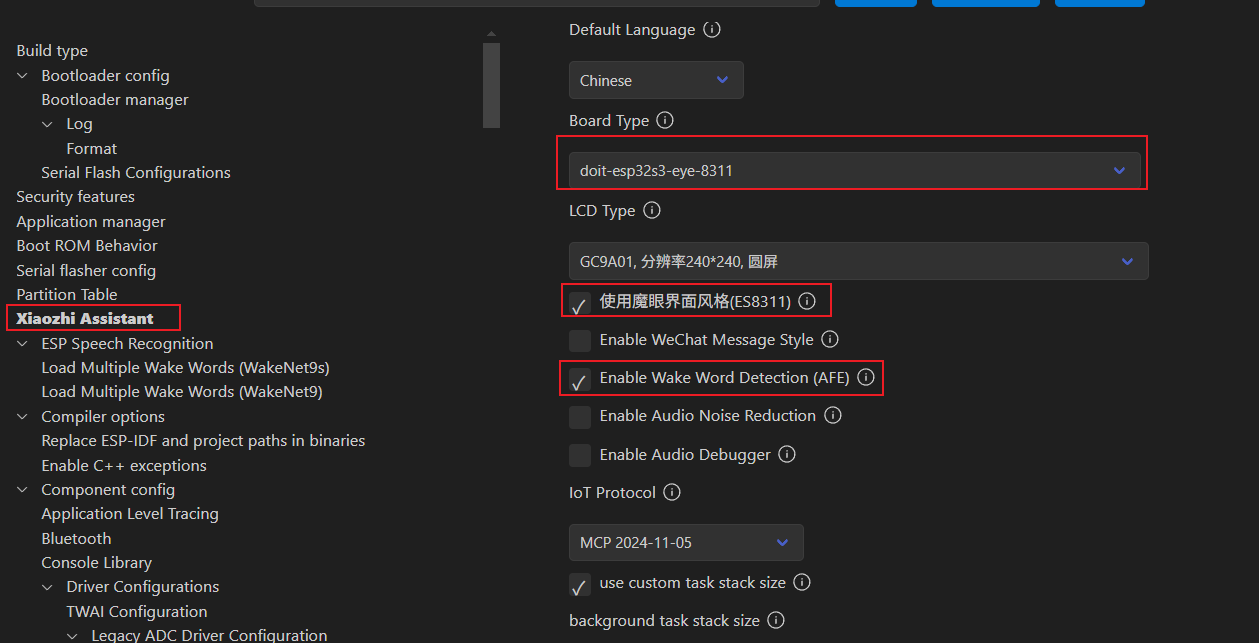 Build type
Bootloader config
Bootloader manager
Log
Format
Serial Flash Configurations
Security features
Application manager
Boot ROM Behavior
Serial flasher config
Partition Table
Xiaozhi Assistant
ESP Speech Recognition
Load Multiple Wake Words (WakeNet9s)
Load Multiple Wake Words (WakeNet9)
Compiler options
Replace ESP-IDF and project paths in binaries
Enable C++ exceptions
Component config
Application Level Tracing
Bluetooth
Console Library
Driver Configurations
TWAI Configuration
Legacy ADC Driver Configuration
Default Language
Chinese
Board Type
doit-esp32s3-eye-8311
LCD Type
GC9A01, 分辨率240*240, 圆屏
使用魔眼界面风格(ES8311)
Enable WeChat Message Style
Enable Wake Word Detection (AFE)
Enable Audio Noise Reduction
Enable Audio Debugger
IoT Protocol
MCP 2024-11-05
use custom task stack size
background task stack size